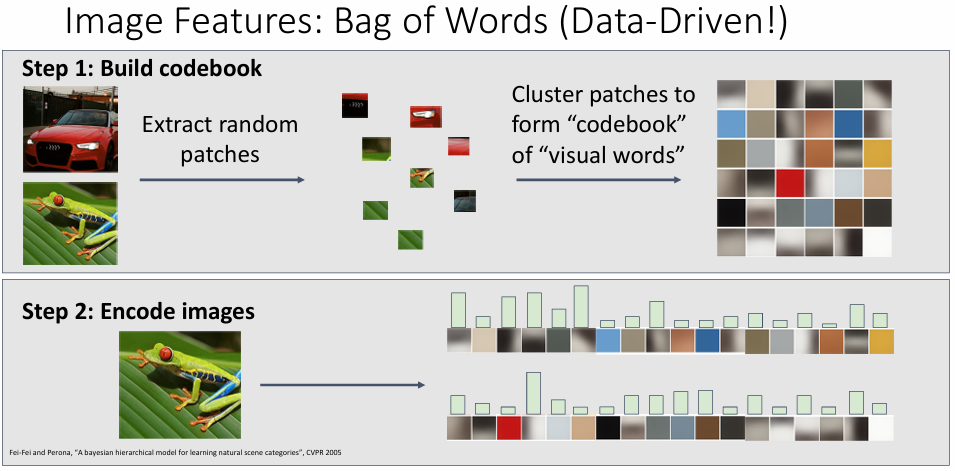 Image Features: Bag of Words (Data-Driven!)
Step 1: Build codebook
Extract random
patches
Cluster patches to
form “codebook”
of “visual words”
Step 2: Encode images
Fei-Fei and Perona, “A bayesian hierarchical model for learning natural scene categories”, CVPR 2005